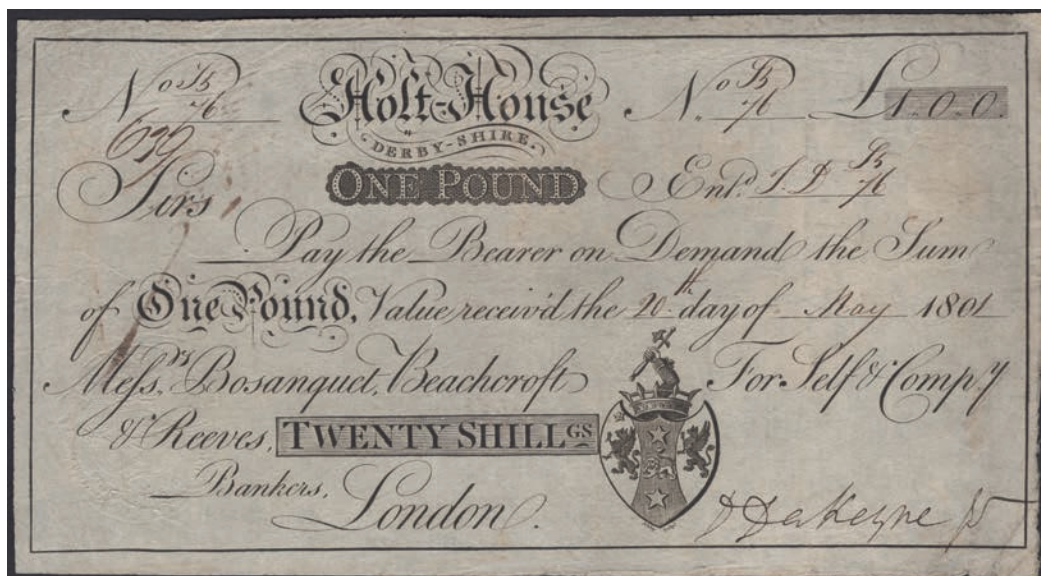 No B/76 Holt-House No B/76 £1.0.0.
DERBY-SHIRE.
Sirs ONE POUND Entd. B/76
Pay the Bearer on Demand the Sum
of One Pound, Value receiv'd the 20th day of May 1801
Messrs. Bosanquet, Beachcroft For Self & Compy
& Reeves, TWENTY SHILLGS
Bankers,
London. Dakeyne